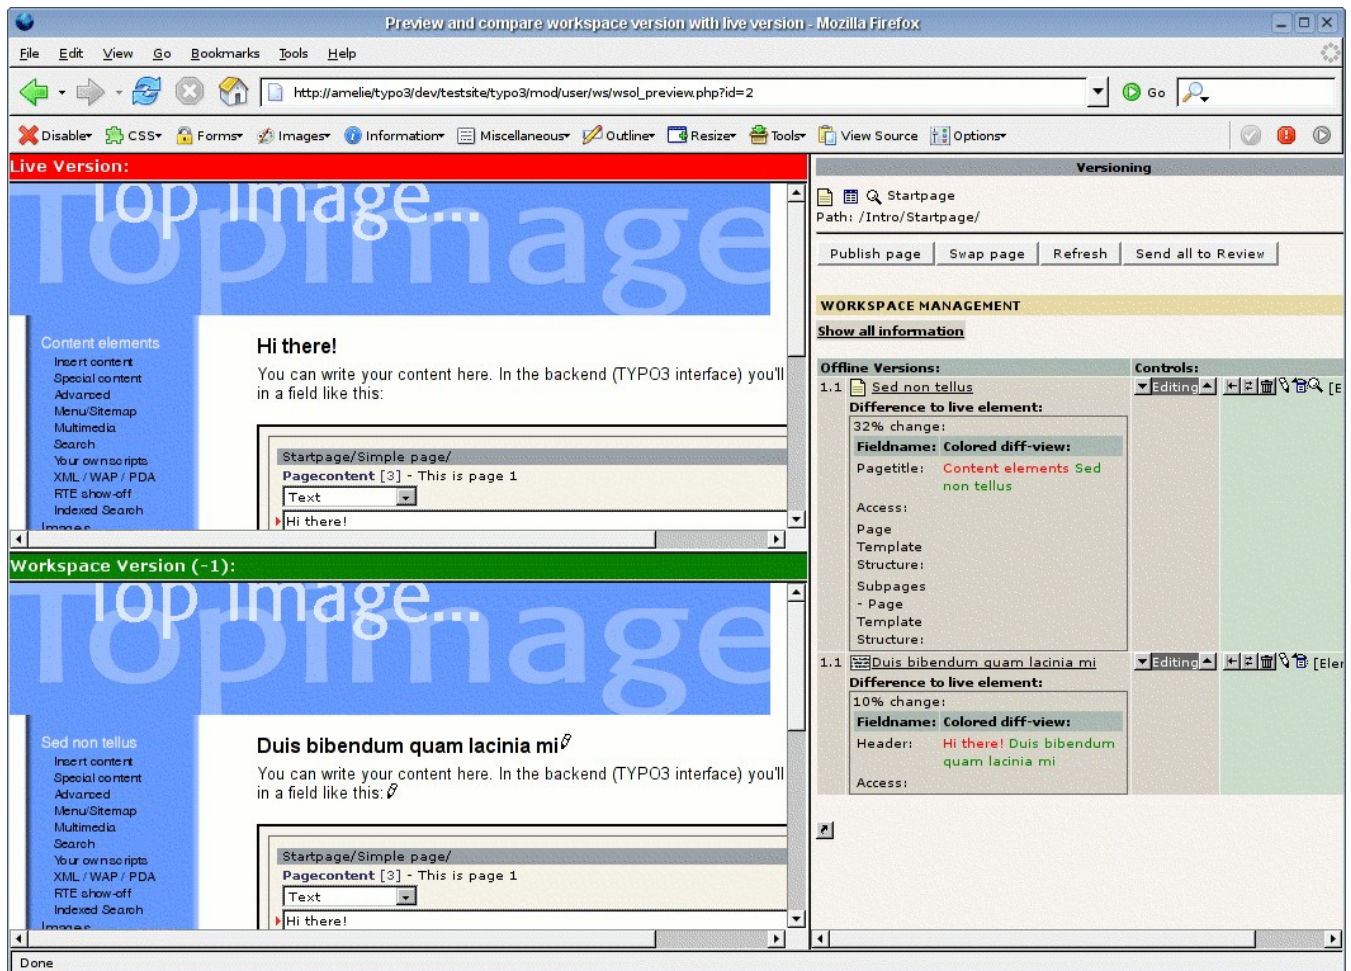 Preview and compare workspace version with live version - Mozilla Firefox
File Edit View Go Bookmarks Tools Help
http://amelie/typo3/dev/testsite/typo3/mod/user/ws/wsol_preview.php?id=2 Go
Disable CSS Forms Images Information Miscellaneous Outline Resize Tools View Source Options
Live Version:
TopImage
Top Image...
Content elements
Insert content
Special content
Advanced
Menu/Sitemap
Multimedia
Search
Your own scripts
XML / WAP / PDA
RTE show-off
Indexed Search
Images
Hi there!
You can write your content here. In the backend (TYPO3 interface) you'll
in a field like this:
Startpage/Simple page/
Pagecontent [3] - This is page 1
Text
Hi there!
Workspace Version (-1):
TopImage
Top Image...
Sed non tellus
Insert content
Special content
Advanced
Menu/Sitemap
Multimedia
Search
Your own scripts
XML / WAP / PDA
RTE show-off
Indexed Search
Images
Duis bibendum quam lacinia mi
You can write your content here. In the backend (TYPO3 interface) you'll
in a field like this:
Startpage/Simple page/
Pagecontent [3] - This is page 1
Text
Hi there!
Versioning
Startpage
Path: /Intro/Startpage/
Publish page Swap page Refresh Send all to Review
WORKSPACE MANAGEMENT
Show all information
Offline Versions: Controls:
1.1 Sed non tellus Editing [E
Difference to live element:
32% change:
Fieldname: Colored diff-view:
Pagetitle: Content elements Sed
non tellus
Access:
Page
Template
Structure:
Subpages
- Page
Template
Structure:
1.1 Duis bibendum quam lacinia mi Editing [Eler
Difference to live element:
10% change:
Fieldname: Colored diff-view:
Header: Hi there! Duis bibendum
quam lacinia mi
Access:
Done